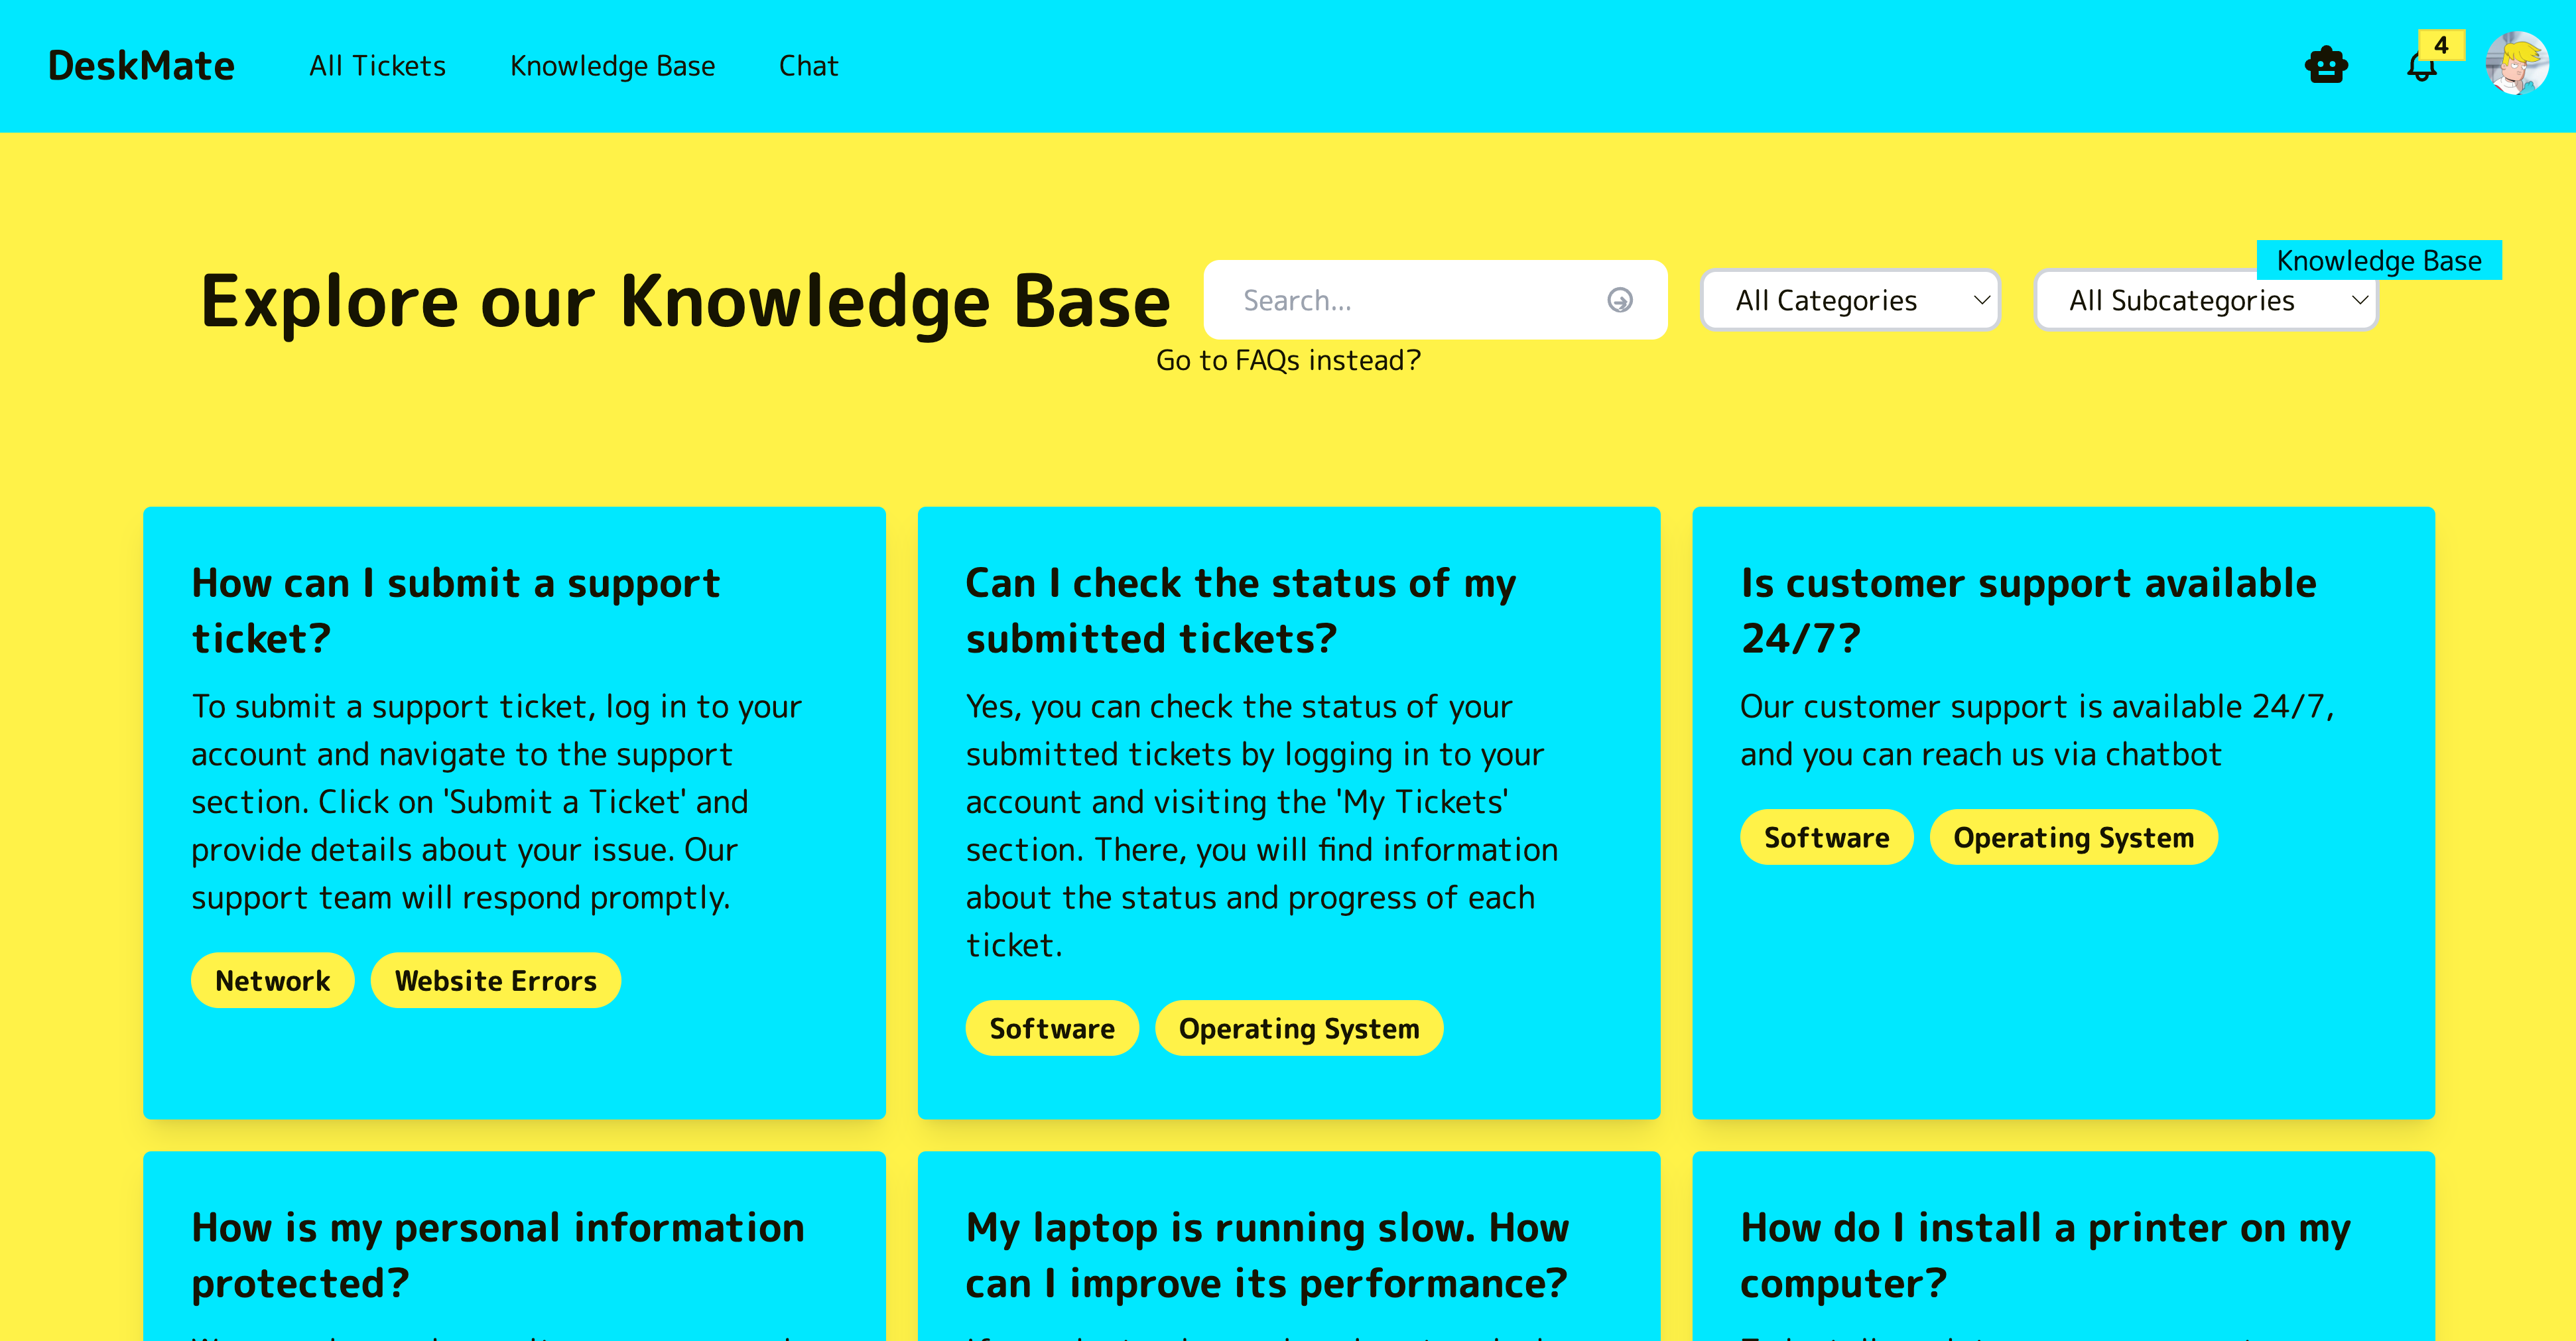 DeskMate
All Tickets
Knowledge Base
Chat
4
Knowledge Base
Explore our Knowledge Base
Search...
All Categories
All Subcategories
Go to FAQs instead?
How can I submit a support
ticket?
To submit a support ticket, log in to your
account and navigate to the support
section. Click on 'Submit a Ticket' and
provide details about your issue. Our
support team will respond promptly.
Network
Website Errors
Can I check the status of my
submitted tickets?
Yes, you can check the status of your
submitted tickets by logging in to your
account and visiting the 'My Tickets'
section. There, you will find information
about the status and progress of each
ticket.
Software
Operating System
Is customer support available
24/7?
Our customer support is available 24/7,
and you can reach us via chatbot
Software
Operating System
How is my personal information
protected?
My laptop is running slow. How
can I improve its performance?
How do I install a printer on my
computer?